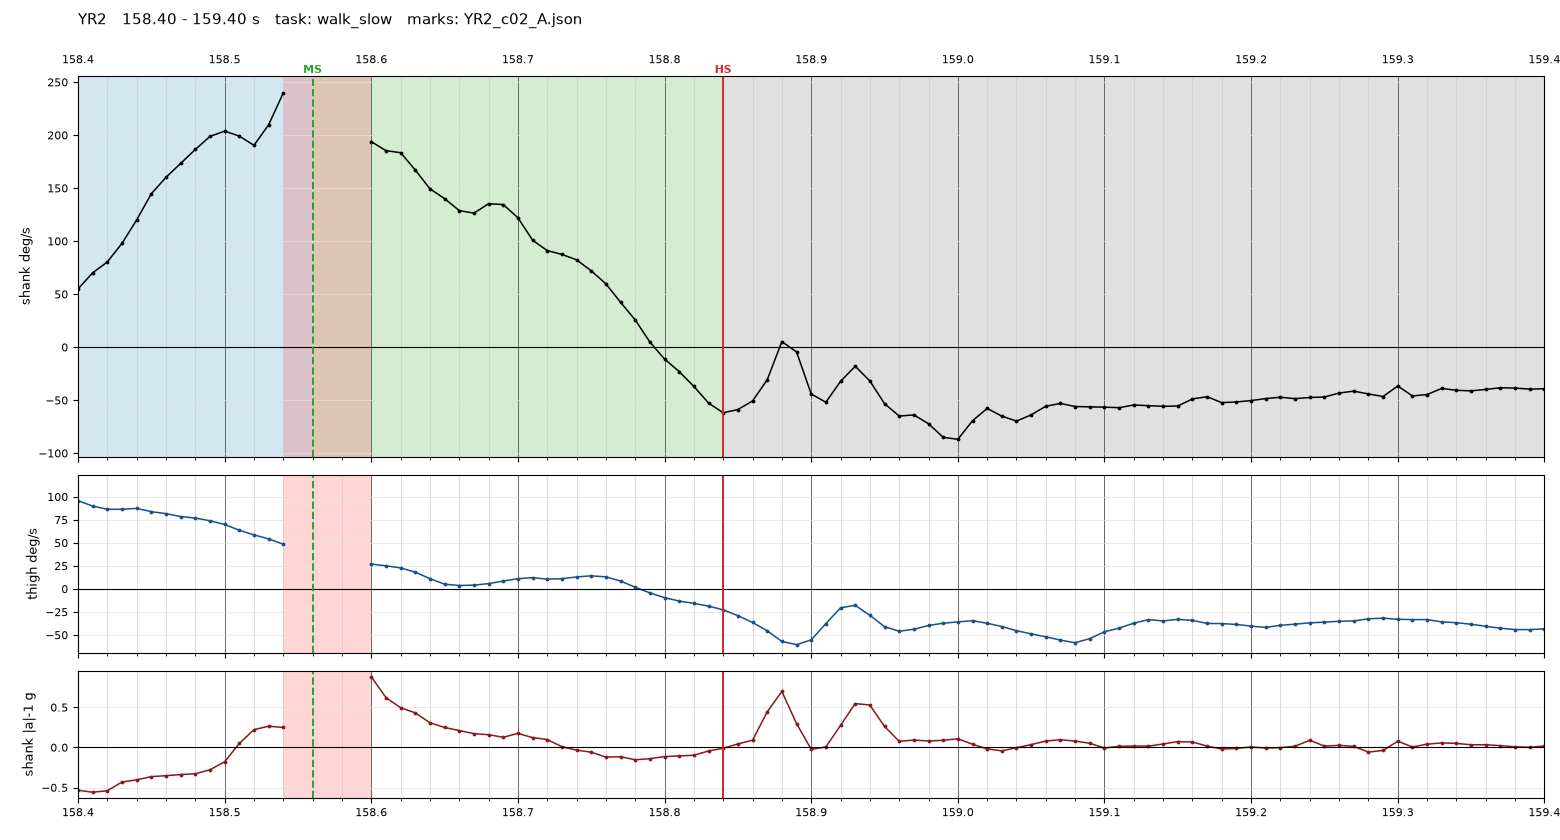 YR2   158.40 - 159.40 s   task: walk_slow   marks: YR2_c02_A.json
158.4 158.5 158.6 158.7 158.8 158.9 159.0 159.1 159.2 159.3 159.4
MS HS
shank deg/s
250
200
150
100
50
0
−50
−100
thigh deg/s
100
75
50
25
0
−25
−50
shank |a|-1 g
0.5
0.0
−0.5
158.4 158.5 158.6 158.7 158.8 158.9 159.0 159.1 159.2 159.3 159.4